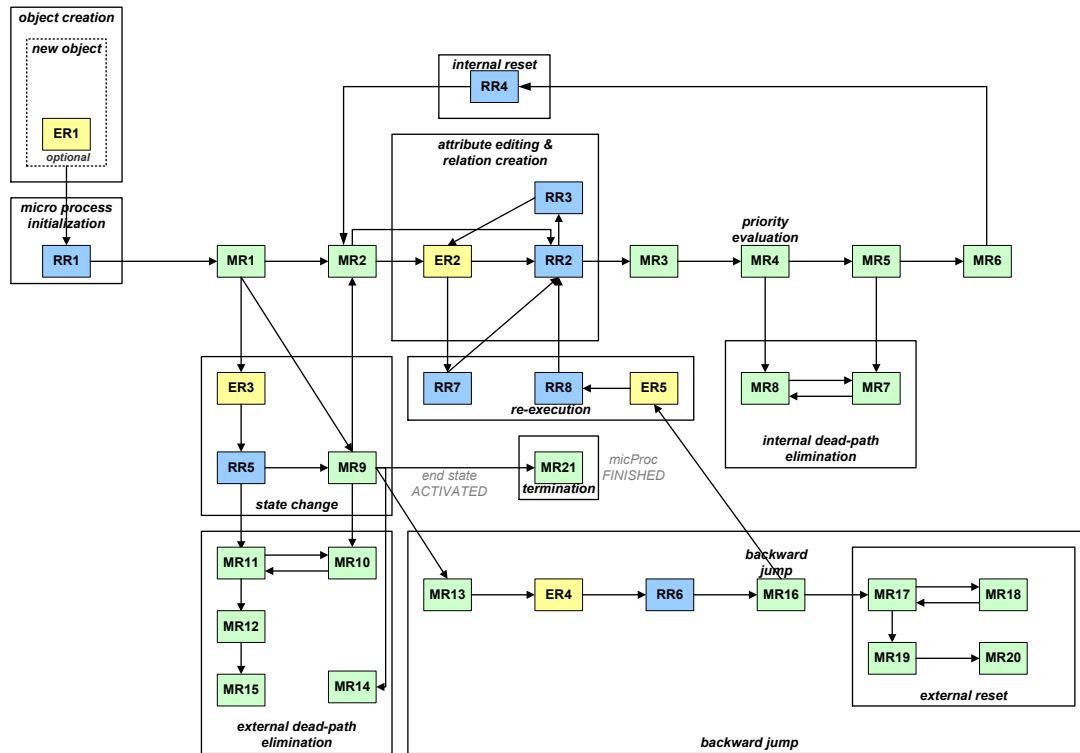 object creation
new object
ER1
optional
micro process
initialization
RR1
internal reset
RR4
attribute editing &
relation creation
RR3
priority
evaluation
MR1
MR2
ER2
RR2
MR3
MR4
MR5
MR6
ER3
RR7
RR8
ER5
re-execution
MR8
MR7
internal dead-path
elimination
RR5
MR9
state change
end state
ACTIVATED
MR21
termination
micProc
FINISHED
MR11
MR10
MR12
MR15
MR14
external dead-path
elimination
backward
jump
MR13
ER4
RR6
MR16
MR17
MR18
MR19
MR20
external reset
backward jump